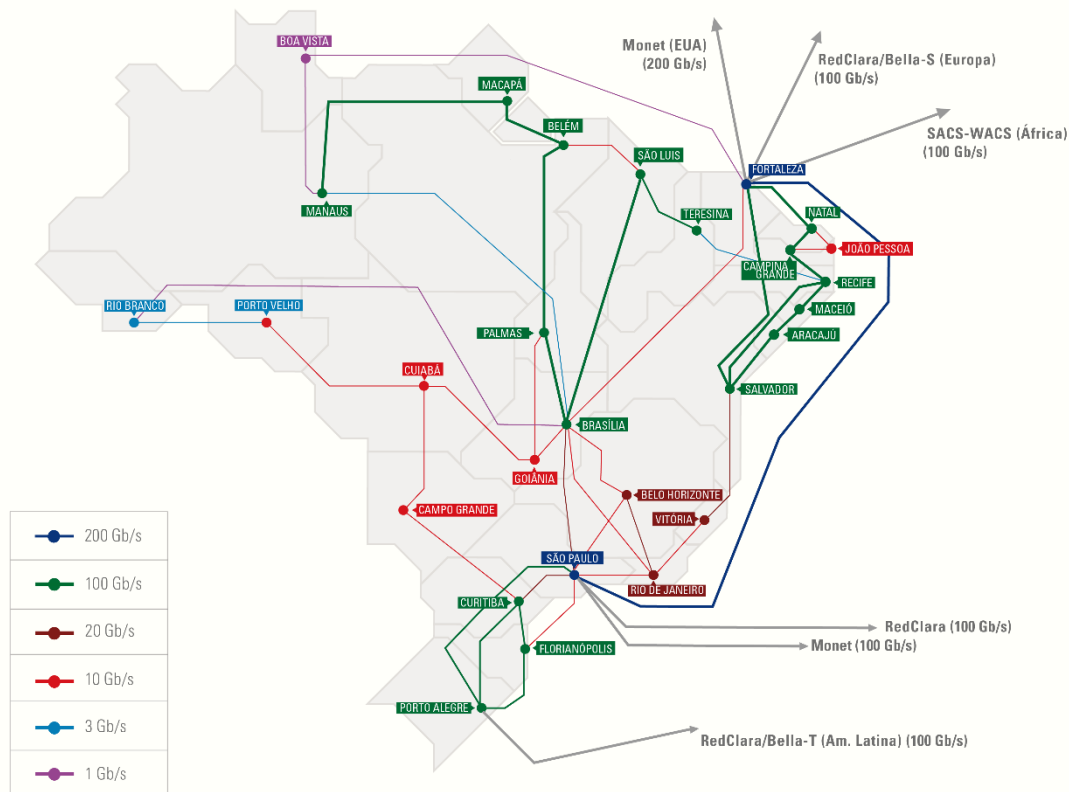 BOA VISTA
Monet (EUA)
(200 Gb/s)
RedClara/Bella-S (Europa)
(100 Gb/s)
MACAPÁ
SACS-WACS (África)
(100 Gb/s)
BELÉM
SÃO LUIS
FORTALEZA
MANAUS
TERESINA
NATAL
JOÃO PESSOA
CAMPINA
GRANDE
RECIFE
RIO BRANCO
PORTO VELHO
MACEIÓ
PALMAS
ARACAJÚ
CUIABÁ
SALVADOR
BRASÍLIA
GOIÂNIA
BELO HORIZONTE
CAMPO GRANDE
VITÓRIA
200 Gb/s
SÃO PAULO
100 Gb/s
RIO DE JANEIRO
CURITIBA
20 Gb/s
RedClara (100 Gb/s)
Monet (100 Gb/s)
FLORIANÓPOLIS
10 Gb/s
PORTO ALEGRE
3 Gb/s
RedClara/Bella-T (Am. Latina) (100 Gb/s)
1 Gb/s